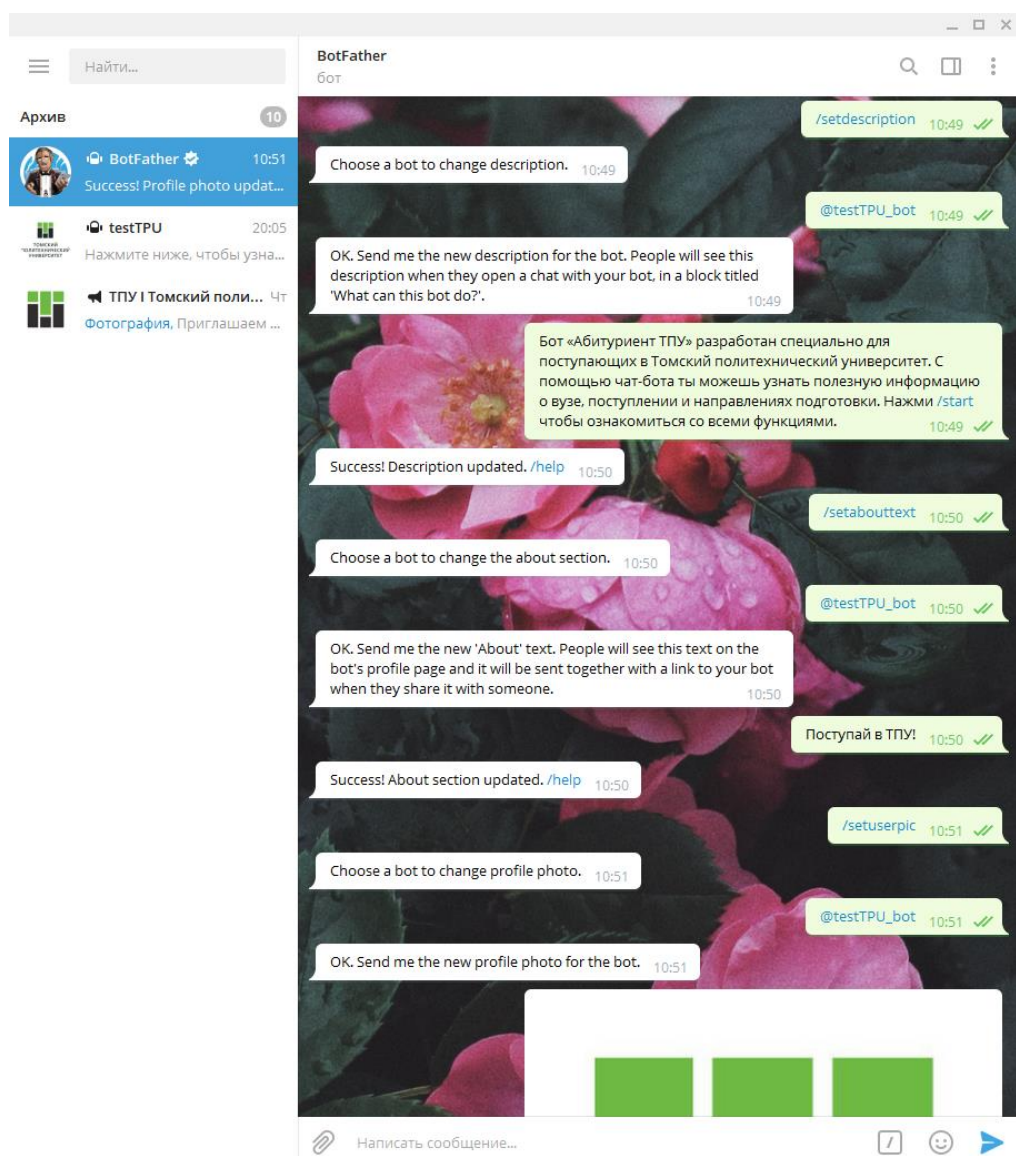 Найти...
Архив
10
BotFather
10:51
Success! Profile photo updat...
ТОМСКИЙ
ПОЛИТЕХНИЧЕСКИЙ
УНИВЕРСИТЕТ
testTPU
20:05
Нажмите ниже, чтобы узна...
ТПУ I Томский поли...
Чт
Фотография, Приглашаем ...
BotFather
бот
/setdescription 10:49
Choose a bot to change description. 10:49
@testTPU_bot 10:49
OK. Send me the new description for the bot. People will see this
description when they open a chat with your bot, in a block titled
'What can this bot do?'. 10:49
Бот «Абитуриент ТПУ» разработан специально для
поступающих в Томский политехнический университет. С
помощью чат-бота ты можешь узнать полезную информацию
о вузе, поступлении и направлениях подготовки. Нажми /start
чтобы ознакомиться со всеми функциями. 10:49
Success! Description updated. /help 10:50
/setabouttext 10:50
Choose a bot to change the about section. 10:50
@testTPU_bot 10:50
OK. Send me the new 'About' text. People will see this text on the
bot's profile page and it will be sent together with a link to your bot
when they share it with someone. 10:50
Поступай в ТПУ! 10:50
Success! About section updated. /help 10:50
/setuserpic 10:51
Choose a bot to change profile photo. 10:51
@testTPU_bot 10:51
OK. Send me the new profile photo for the bot. 10:51
Написать сообщение...